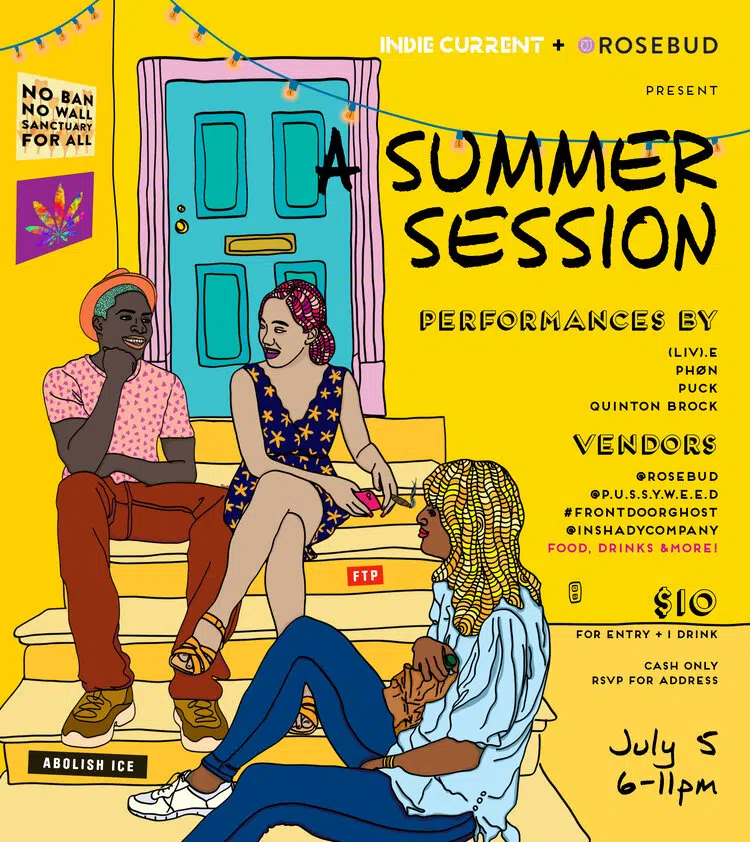 INDIE CURRENT + ROSEBUD
PRESENT
A SUMMER
SESSION
NO BAN
NO WALL
SANCTUARY
FOR ALL
PERFORMANCES BY
(LIV).E
PHØN
PUCK
QUINTON BROCK
VENDORS
@ROSEBUD
@P.U.S.S.Y.W.E.E.D
#FRONTDOORGHOST
@INSHADYCOMPANY
FOOD, DRINKS &MORE!
FTP
$10
FOR ENTRY + 1 DRINK
CASH ONLY
RSVP FOR ADDRESS
July 5
6-11pm
ABOLISH ICE